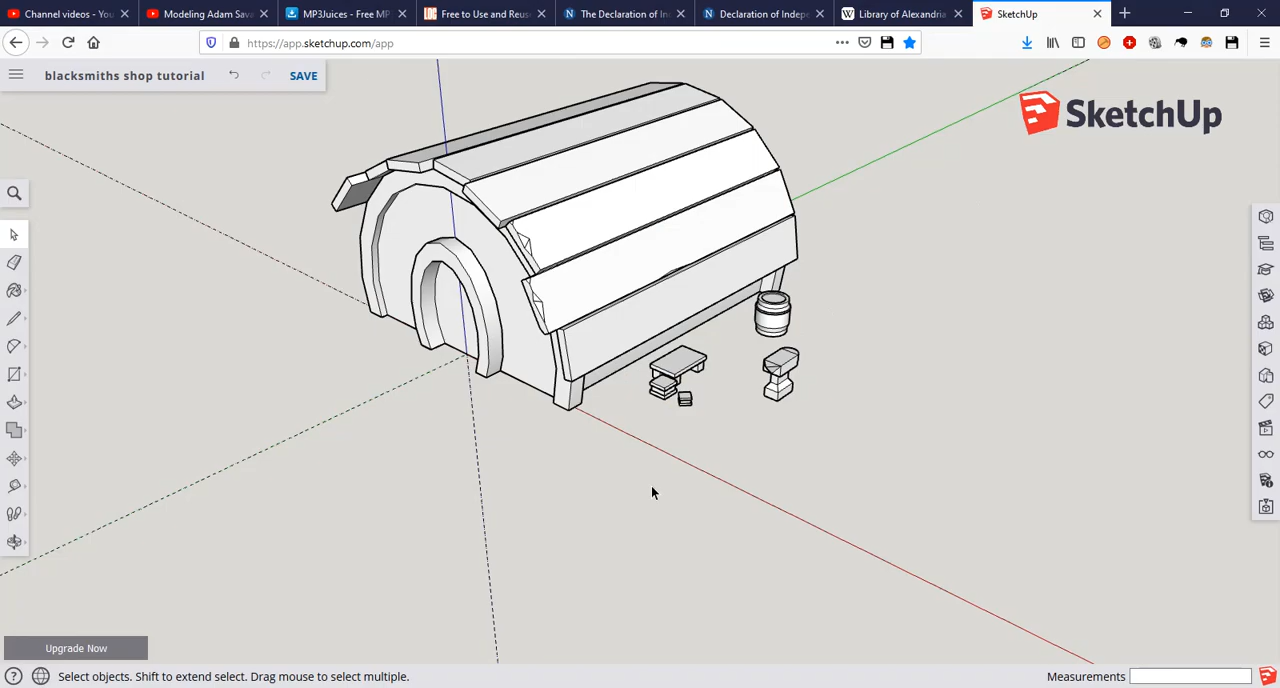 Channel videos - You
Modeling Adam Sava
MP3Juices - Free MP
Free to Use and Reus
The Declaration of In
Declaration of Indep
Library of Alexandria
SketchUp
https://app.sketchup.com/app
blacksmiths shop tutorial
SAVE
SketchUp
Upgrade Now
Select objects. Shift to extend select. Drag mouse to select multiple.
Measurements